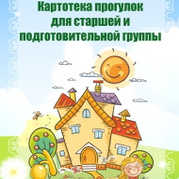 Картотека прогулок
для старшей и
подготовительной группы